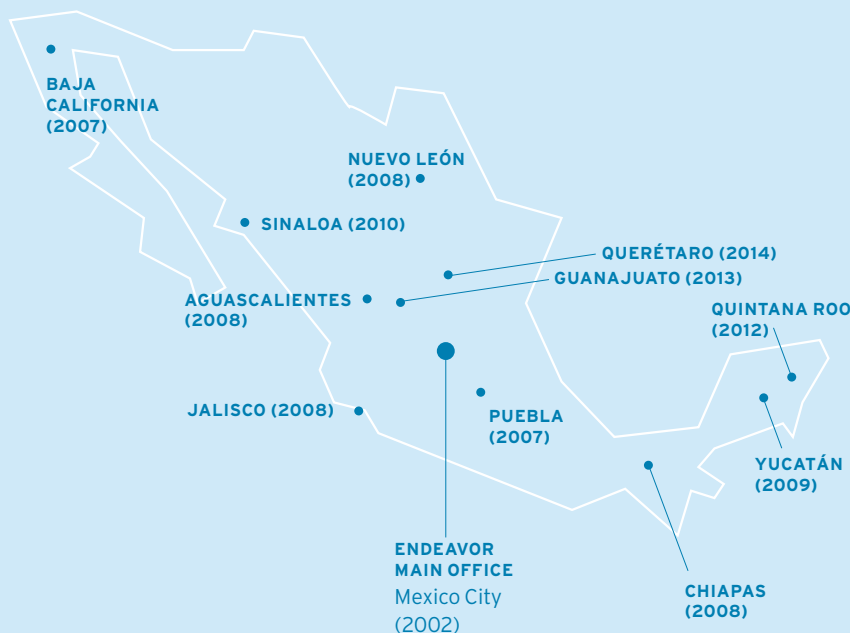 BAJA
CALIFORNIA
(2007)
NUEVO LEÓN
(2008)
SINALOA (2010)
QUERÉTARO (2014)
GUANAJUATO (2013)
AGUASCALIENTES
(2008)
QUINTANA ROO
(2012)
JALISCO (2008)
PUEBLA
(2007)
YUCATÁN
(2009)
ENDEAVOR
MAIN OFFICE
Mexico City
(2002)
CHIAPAS
(2008)